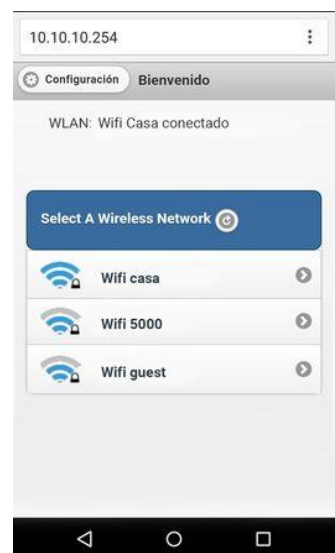 10.10.10.254
Configuración Bienvenido
WLAN: Wifi Casa conectado
Select A Wireless Network
Wifi casa
Wifi 5000
Wifi guest